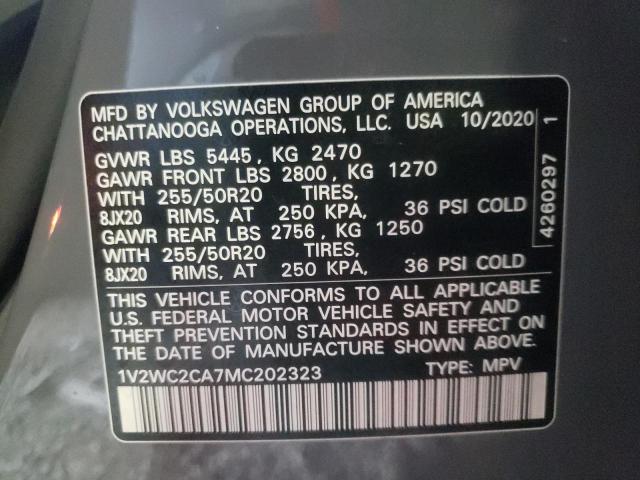 MFD BY VOLKSWAGEN GROUP OF AMERICA
CHATTANOOGA OPERATIONS, LLC. USA 10/2020
GVWR LBS 5445, KG 2470
GAWR FRONT LBS 2800, KG 1270
WITH 255/50R20 TIRES,
8JX20 RIMS, AT 250 KPA, 36 PSI COLD
GAWR REAR LBS 2756, KG 1250
WITH 255/50R20 TIRES,
8JX20 RIMS, AT 250 KPA, 36 PSI COLD
THIS VEHICLE CONFORMS TO ALL APPLICABLE
U.S. FEDERAL MOTOR VEHICLE SAFETY AND
THEFT PREVENTION STANDARDS IN EFFECT
ON THE DATE OF MANUFACTURE SHOWN ABOVE.
1V2WC2CA7MC202323 TYPE: MPV
4260297 1